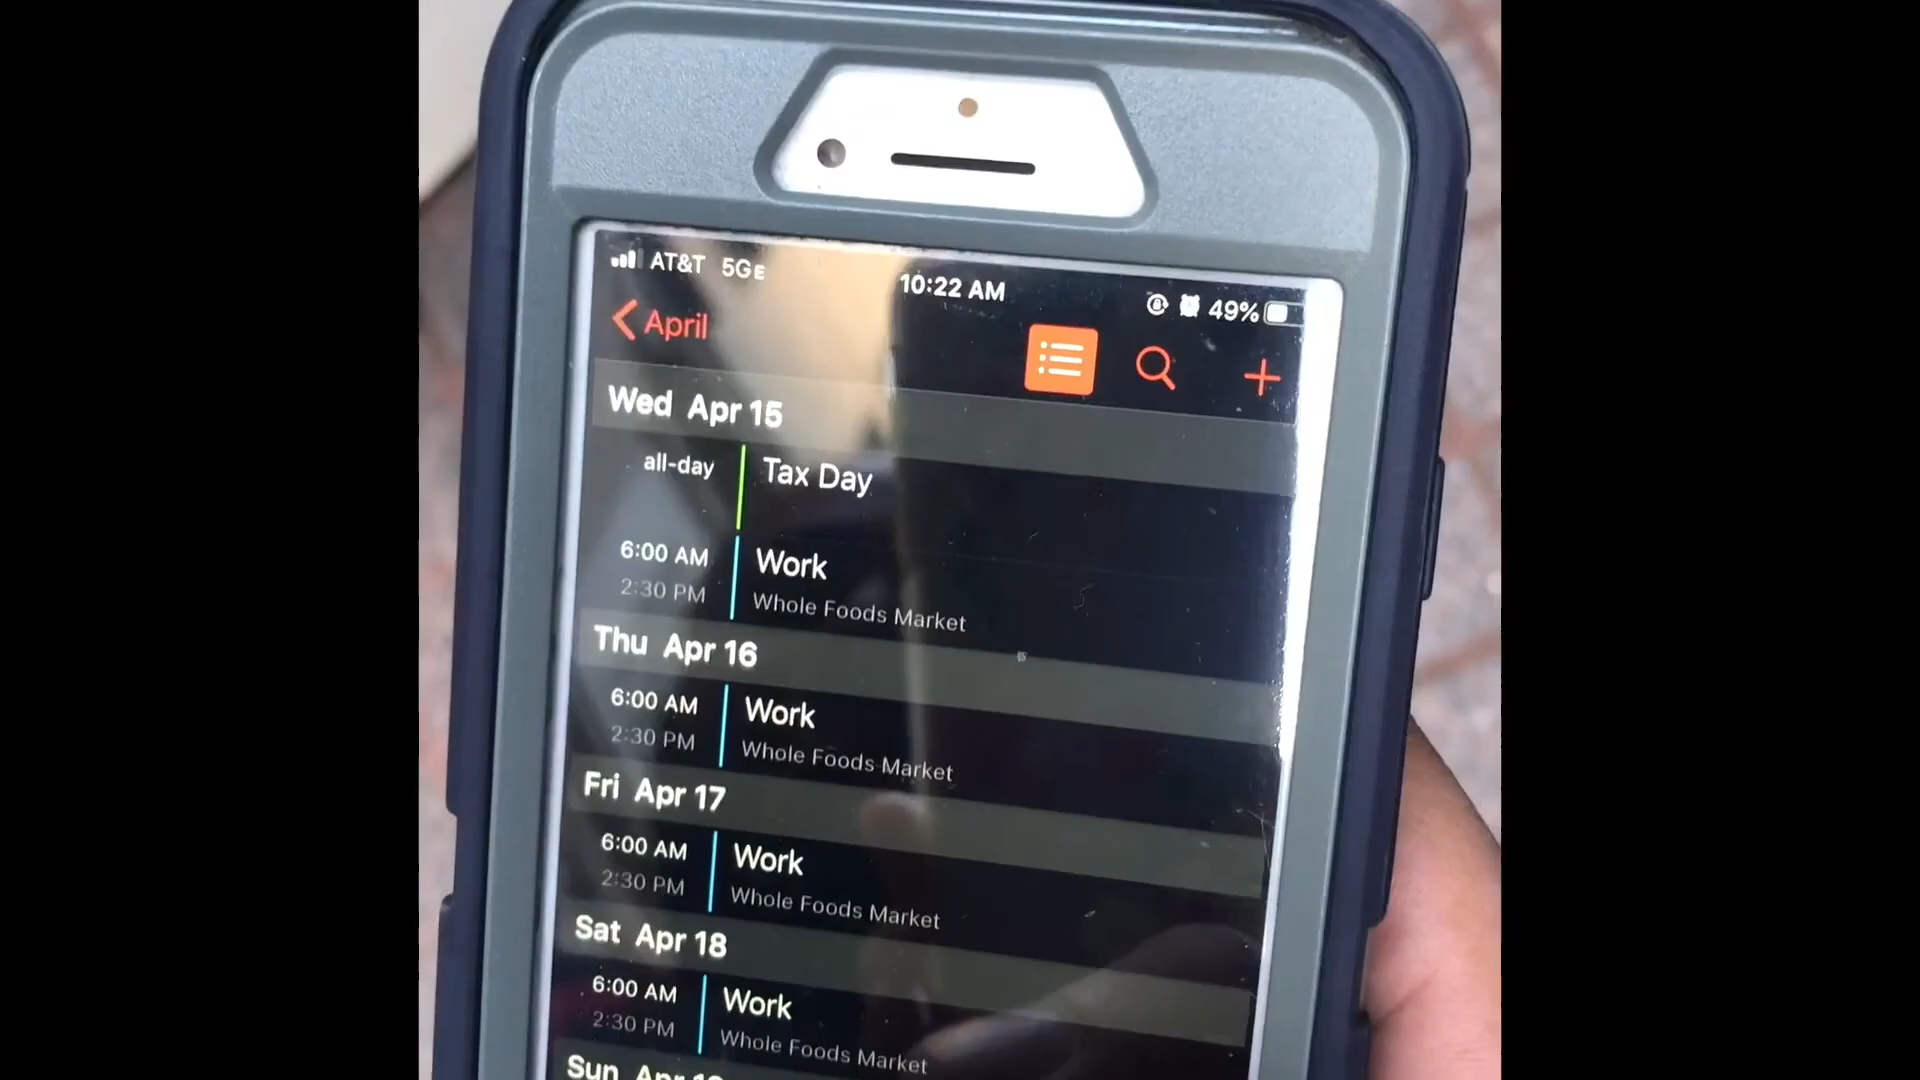 AT&T 5GE 10:22 AM 49%
April
Wed Apr 15
all-day Tax Day
6:00 AM Work
2:30 PM Whole Foods Market
Thu Apr 16
6:00 AM Work
2:30 PM Whole Foods Market
Fri Apr 17
6:00 AM Work
2:30 PM Whole Foods Market
Sat Apr 18
6:00 AM Work
2:30 PM Whole Foods Market
Sun Apr